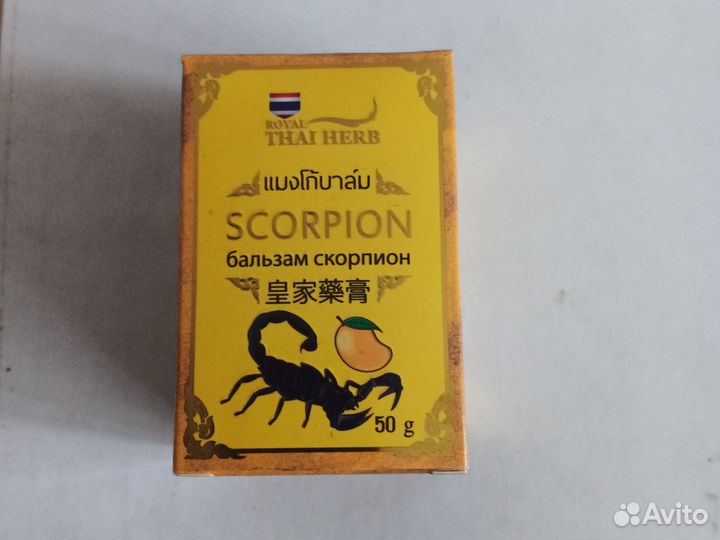 ROYAL
THAI HERB
แมงโก้บาล์ม
SCORPION
бальзам скорпион
皇家藥膏
50 g
Avito